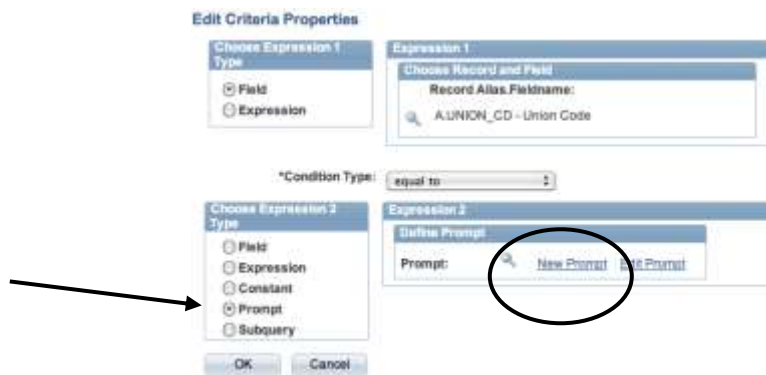 Edit Criteria Properties
Choose Expression 1 Type
Field
Expression
Expression 1
Choose Record and Field
Record Alias.Fieldname:
A.UNION_CD - Union Code
*Condition Type:
equal to
Choose Expression 2 Type
Field
Expression
Constant
Prompt
Subquery
Expression 2
Define Prompt
Prompt:
New Prompt
Edit Prompt
OK
Cancel